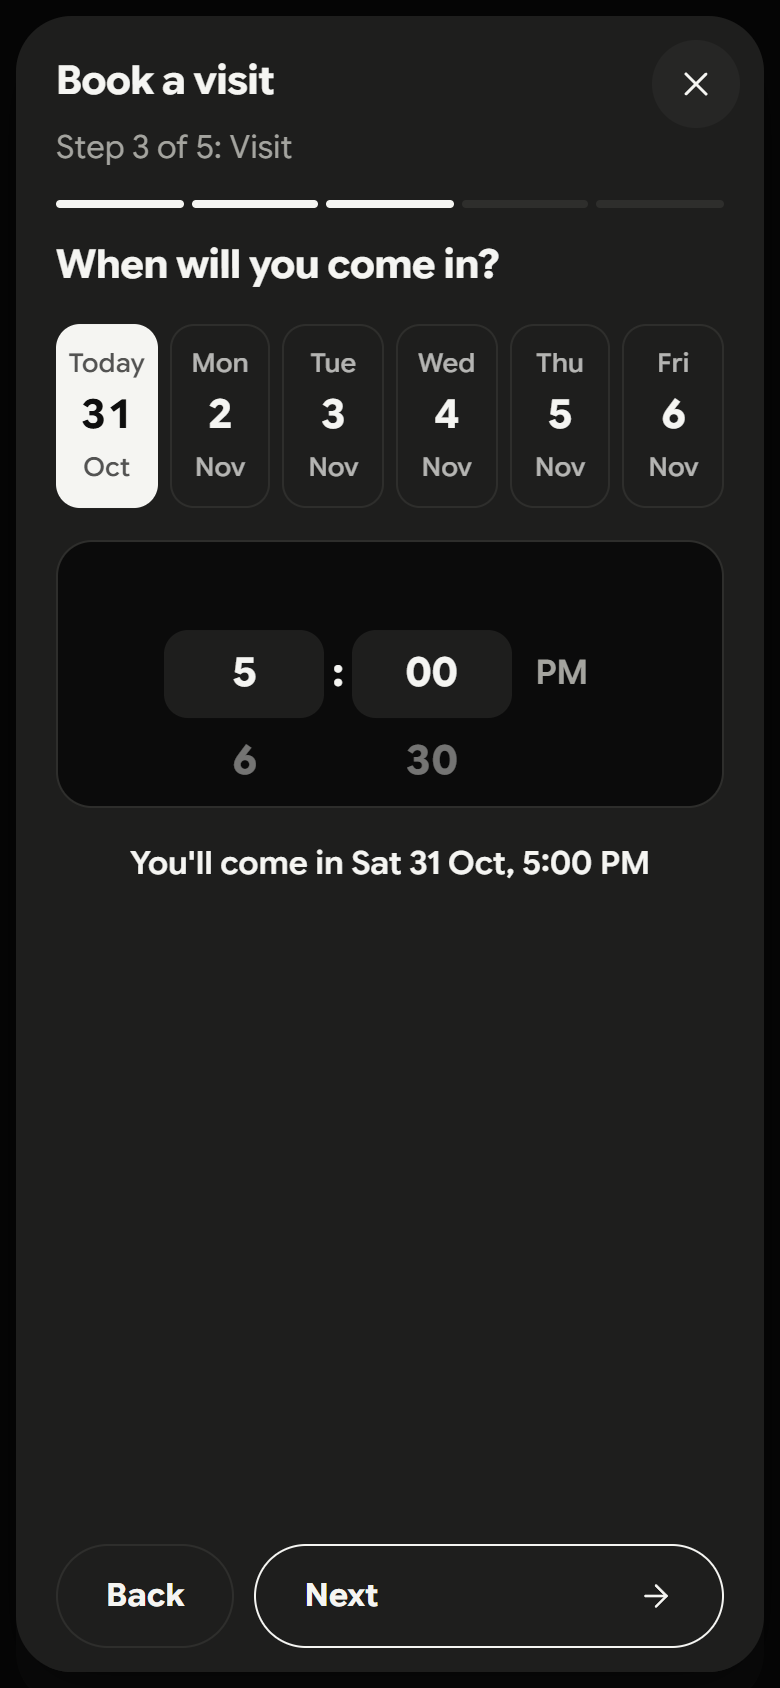 Book a visit
Step 3 of 5: Visit
When will you come in?
Today Mon Tue Wed Thu Fri
31 2 3 4 5 6
Oct Nov Nov Nov Nov Nov
5 : 00 PM
6 30
You'll come in Sat 31 Oct, 5:00 PM
Back Next